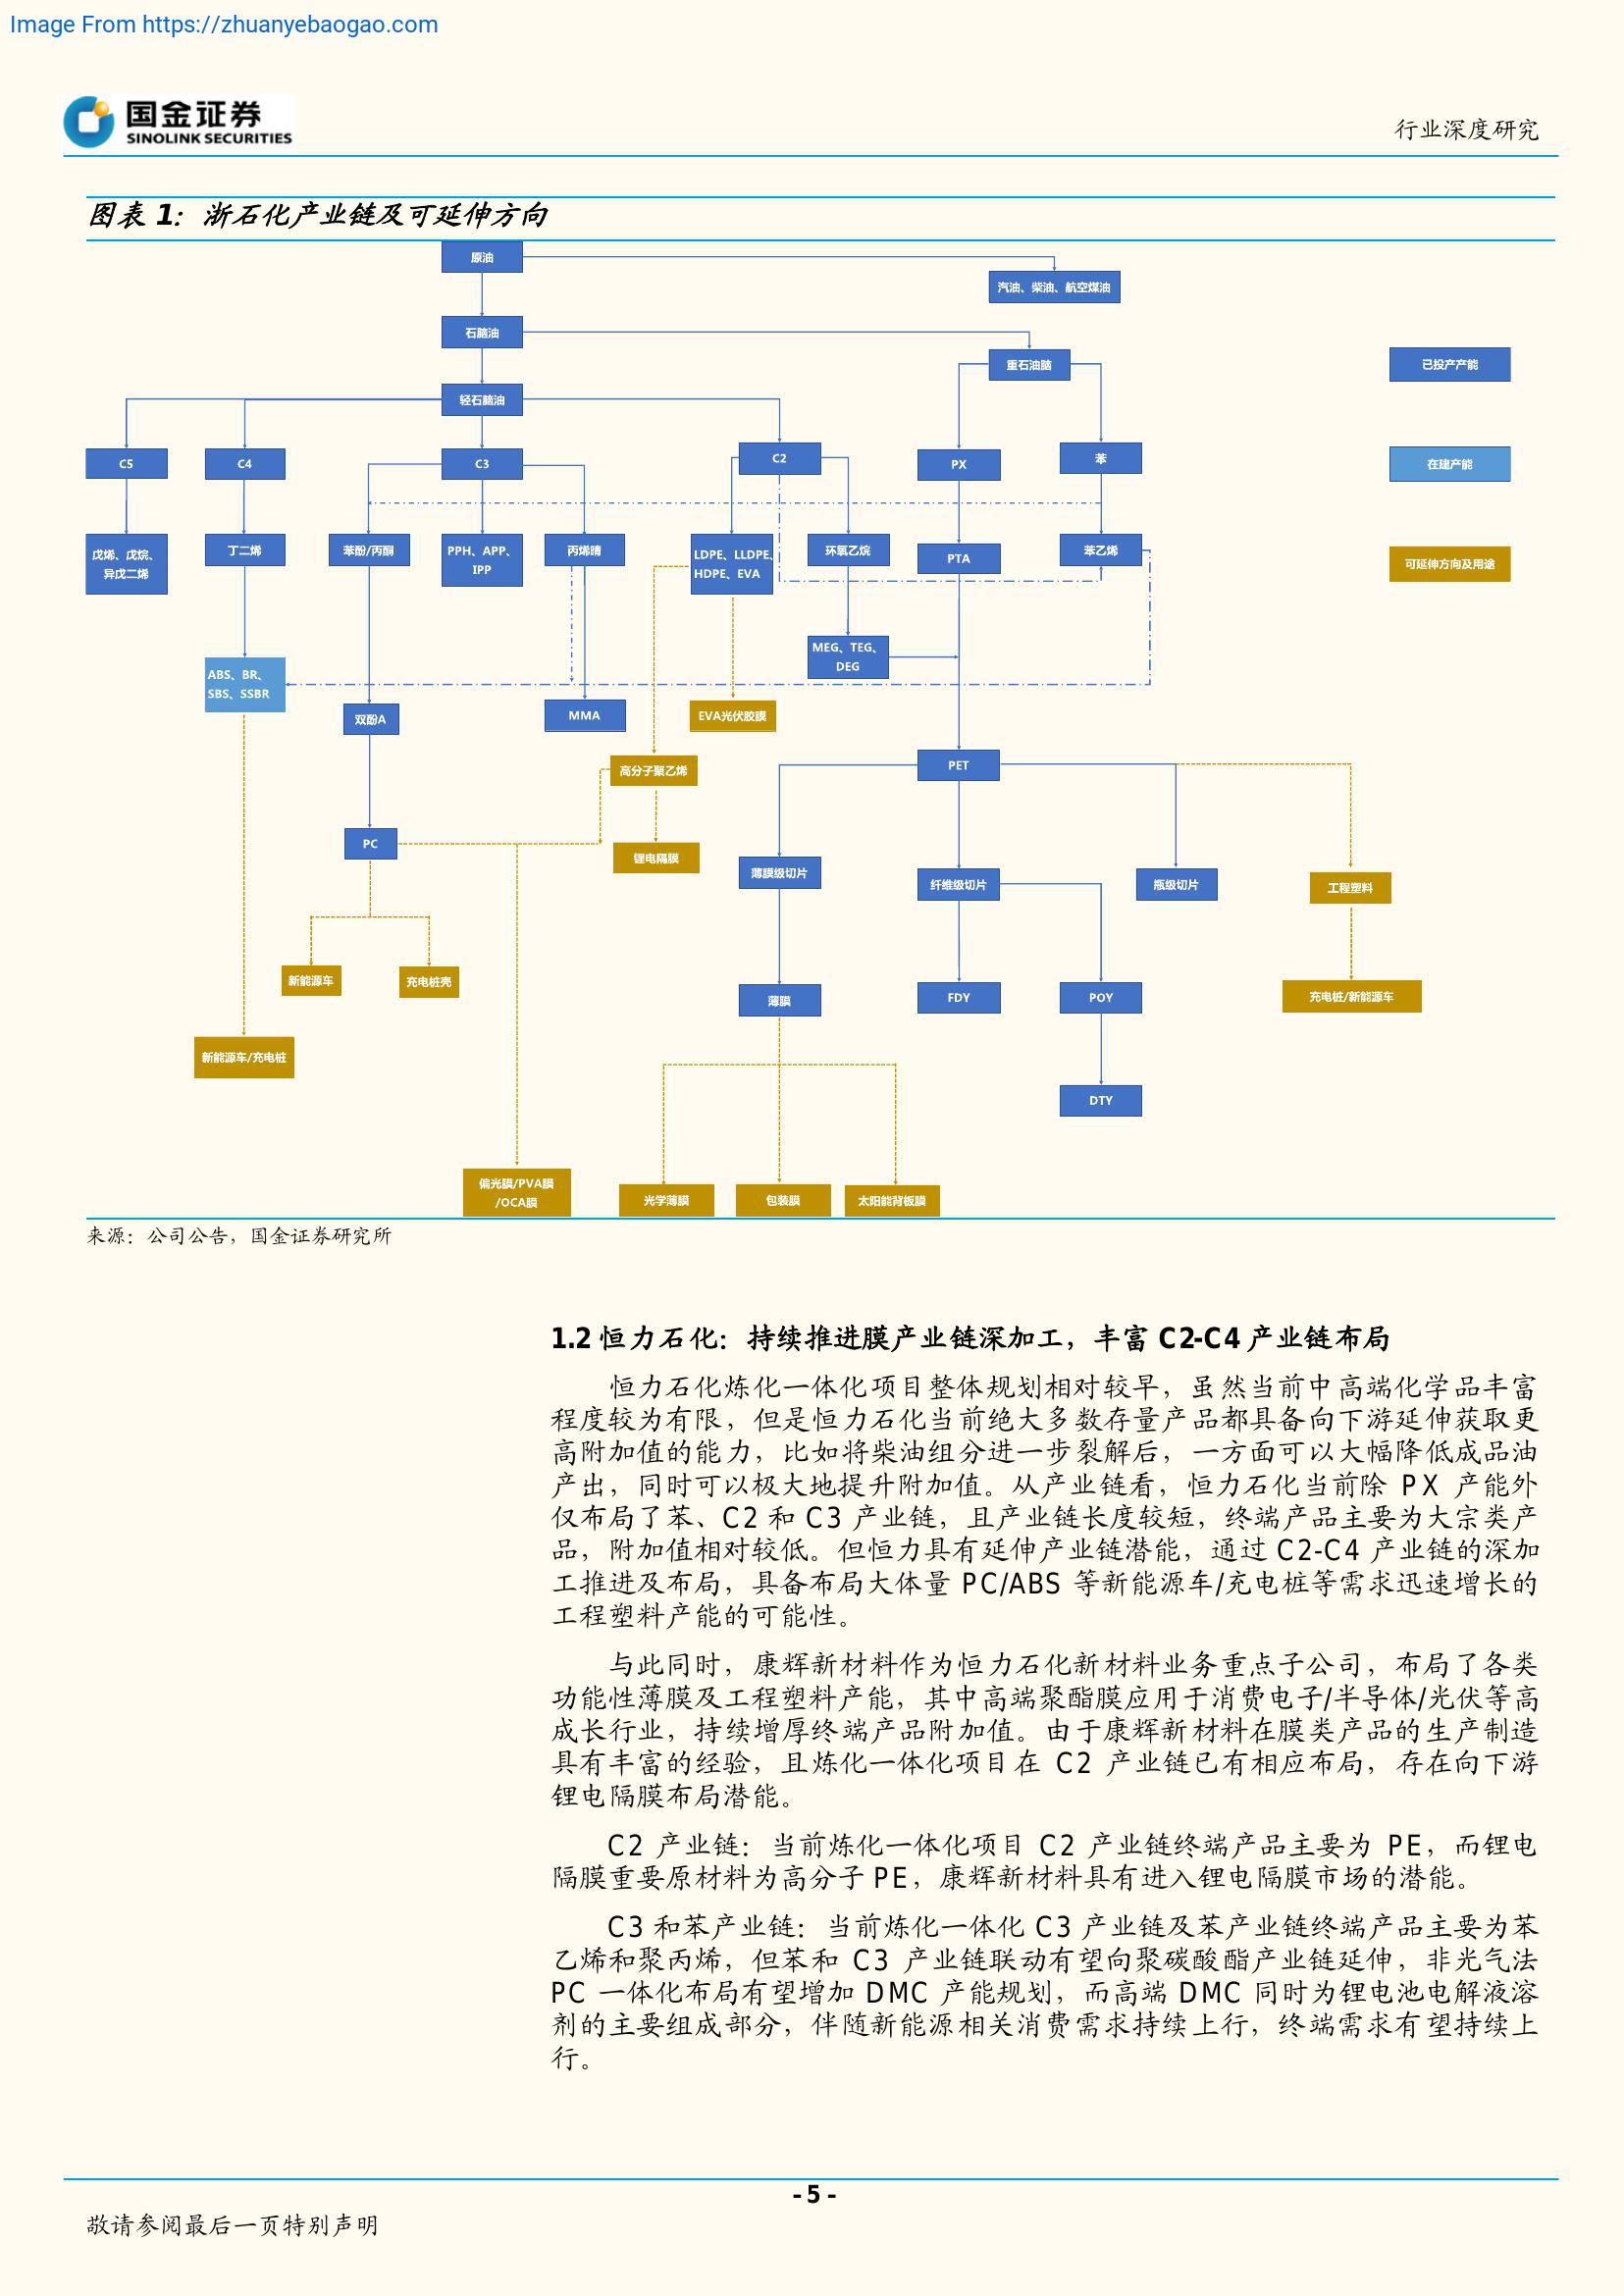 Image From https://zhuanyebaogao.com
国金证券
SINOLINK SECURITIES
行业深度研究
图表 1：浙石化产业链及可延伸方向
原油
汽油、柴油、航空煤油
石脑油
重石油脑
已投产产能
轻石脑油
C5
C4
C3
C2
PX
苯
在建产能
戊烯、戊烷、
异戊二烯
丁二烯
苯酚/丙酮
PPH、APP、
IPP
丙烯晴
LDPE、LLDPE、
HDPE、EVA
环氧乙烷
PTA
苯乙烯
可延伸方向及用途
MEG、TEG、
DEG
ABS、BR、
SBS、SSBR
双酚A
MMA
EVA光伏胶膜
高分子聚乙烯
PET
PC
锂电隔膜
薄膜级切片
纤维级切片
瓶级切片
工程塑料
新能源车
充电桩壳
薄膜
FDY
POY
充电桩/新能源车
新能源车/充电桩
DTY
偏光膜/PVA膜
/OCA膜
光学薄膜
包装膜
太阳能背板膜
来源：公司公告，国金证券研究所
1.2 恒力石化：持续推进膜产业链深加工，丰富 C2-C4 产业链布局
恒力石化炼化一体化项目整体规划相对较早，虽然当前中高端化学品丰富
程度较为有限，但是恒力石化当前绝大多数存量产品都具备向下游延伸获取更
高附加值的能力，比如将柴油组分进一步裂解后，一方面可以大幅降低成品油
产出，同时可以极大地提升附加值。从产业链看，恒力石化当前除 PX 产能外
仅布局了苯、C2 和 C3 产业链，且产业链长度较短，终端产品主要为大宗类产
品，附加值相对较低。但恒力具有延伸产业链潜能，通过 C2-C4 产业链的深加
工推进及布局，具备布局大体量 PC/ABS 等新能源车/充电桩等需求迅速增长的
工程塑料产能的可能性。
与此同时，康辉新材料作为恒力石化新材料业务重点子公司，布局了各类
功能性薄膜及工程塑料产能，其中高端聚酯膜应用于消费电子/半导体/光伏等高
成长行业，持续增厚终端产品附加值。由于康辉新材料在膜类产品的生产制造
具有丰富的经验，且炼化一体化项目在 C2 产业链已有相应布局，存在向下游
锂电隔膜布局潜能。
C2 产业链：当前炼化一体化项目 C2 产业链终端产品主要为 PE，而锂电
隔膜重要原材料为高分子 PE，康辉新材料具有进入锂电隔膜市场的潜能。
C3 和苯产业链：当前炼化一体化 C3 产业链及苯产业链终端产品主要为苯
乙烯和聚丙烯，但苯和 C3 产业链联动有望向聚碳酸酯产业链延伸，非光气法
PC 一体化布局有望增加 DMC 产能规划，而高端 DMC 同时为锂电池电解液溶
剂的主要组成部分，伴随新能源相关消费需求持续上行，终端需求有望持续上
行。
- 5 -
敬请参阅最后一页特别声明